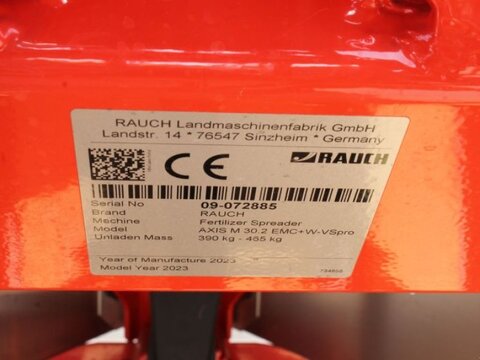 RAUCH Landmaschinenfabrik GmbH
Landstr. 14 * 76547 Sinzheim * Germany
CE RAUCH
Serial No 09-072885
Brand RAUCH
Machine Fertilizer Spreader
Model AXIS M 30.2 EMC+W-VSpro
Unladen Mass 390 kg - 465 kg
Year of Manufacture 2023
Model Year 2023